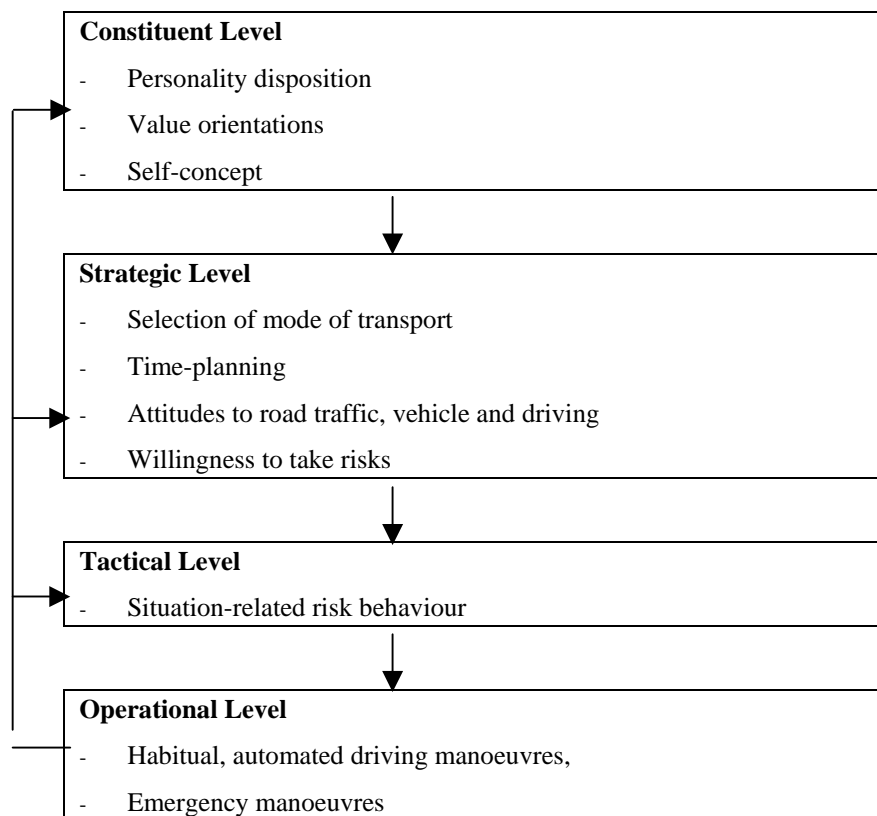 Constituent Level
- Personality disposition
- Value orientations
- Self-concept
Strategic Level
- Selection of mode of transport
- Time-planning
- Attitudes to road traffic, vehicle and driving
- Willingness to take risks
Tactical Level
- Situation-related risk behaviour
Operational Level
- Habitual, automated driving manoeuvres,
- Emergency manoeuvres